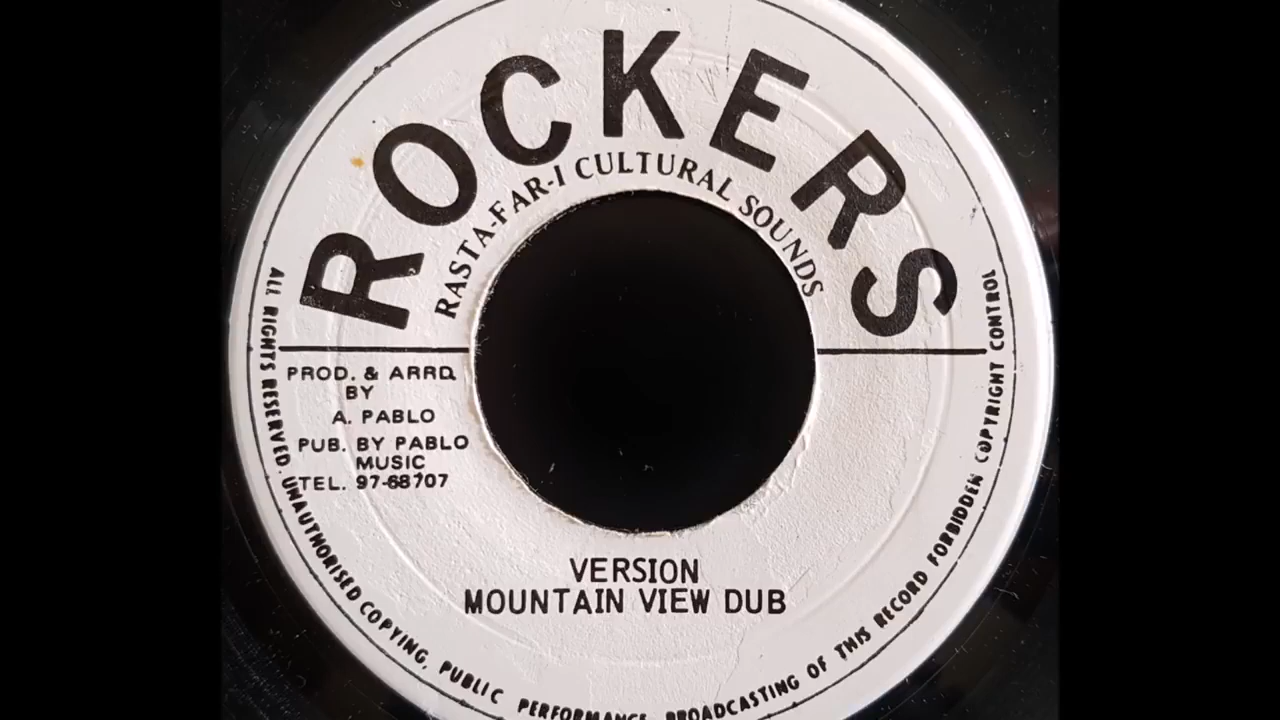 ROCKERS
RASTA-FAR-I CULTURAL SOUNDS
PROD. & ARRD.
BY
A. PABLO
PUB. BY PABLO
MUSIC
TEL. 97-68707
VERSION
MOUNTAIN VIEW DUB
ALL RIGHTS RESERVED. UNAUTHORISED COPYING, PUBLIC PERFORMANCE, BROADCASTING OF THIS RECORD FORBIDDEN COPYRIGHT CONTROL